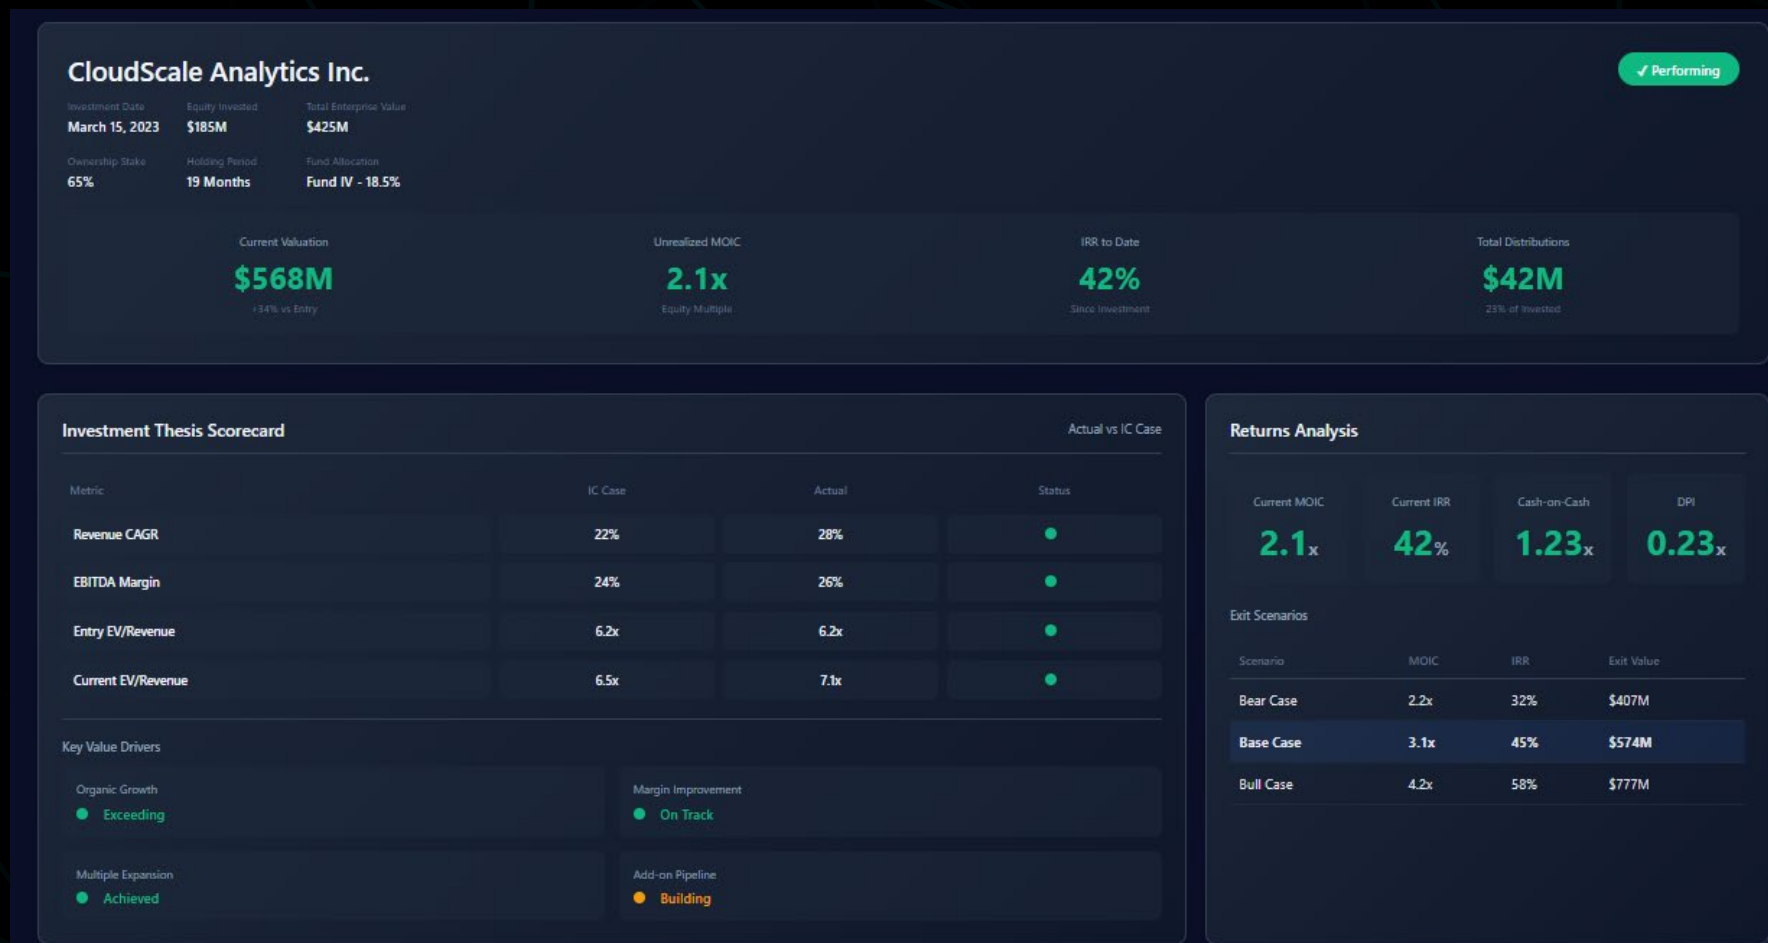 CloudScale Analytics Inc.
✓ Performing
Investment Date Equity Invested Total Enterprise Value
March 15, 2023 $185M $425M
Ownership Stake Holding Period Fund Allocation
65% 19 Months Fund IV - 18.5%
Current Valuation Unrealized MOIC IRR to Date Total Distributions
$568M 2.1x 42% $42M
+34% vs Entry Equity Multiple Since Investment 23% of Invested
Investment Thesis Scorecard Actual vs IC Case
Metric IC Case Actual Status
Revenue CAGR 22% 28%
EBITDA Margin 24% 26%
Entry EV/Revenue 6.2x 6.2x
Current EV/Revenue 6.5x 7.1x
Key Value Drivers
Organic Growth Margin Improvement
Exceeding On Track
Multiple Expansion Add-on Pipeline
Achieved Building
Returns Analysis
Current MOIC Current IRR Cash-on-Cash DPI
2.1x 42% 1.23x 0.23x
Exit Scenarios
Scenario MOIC IRR Exit Value
Bear Case 2.2x 32% $407M
Base Case 3.1x 45% $574M
Bull Case 4.2x 58% $777M